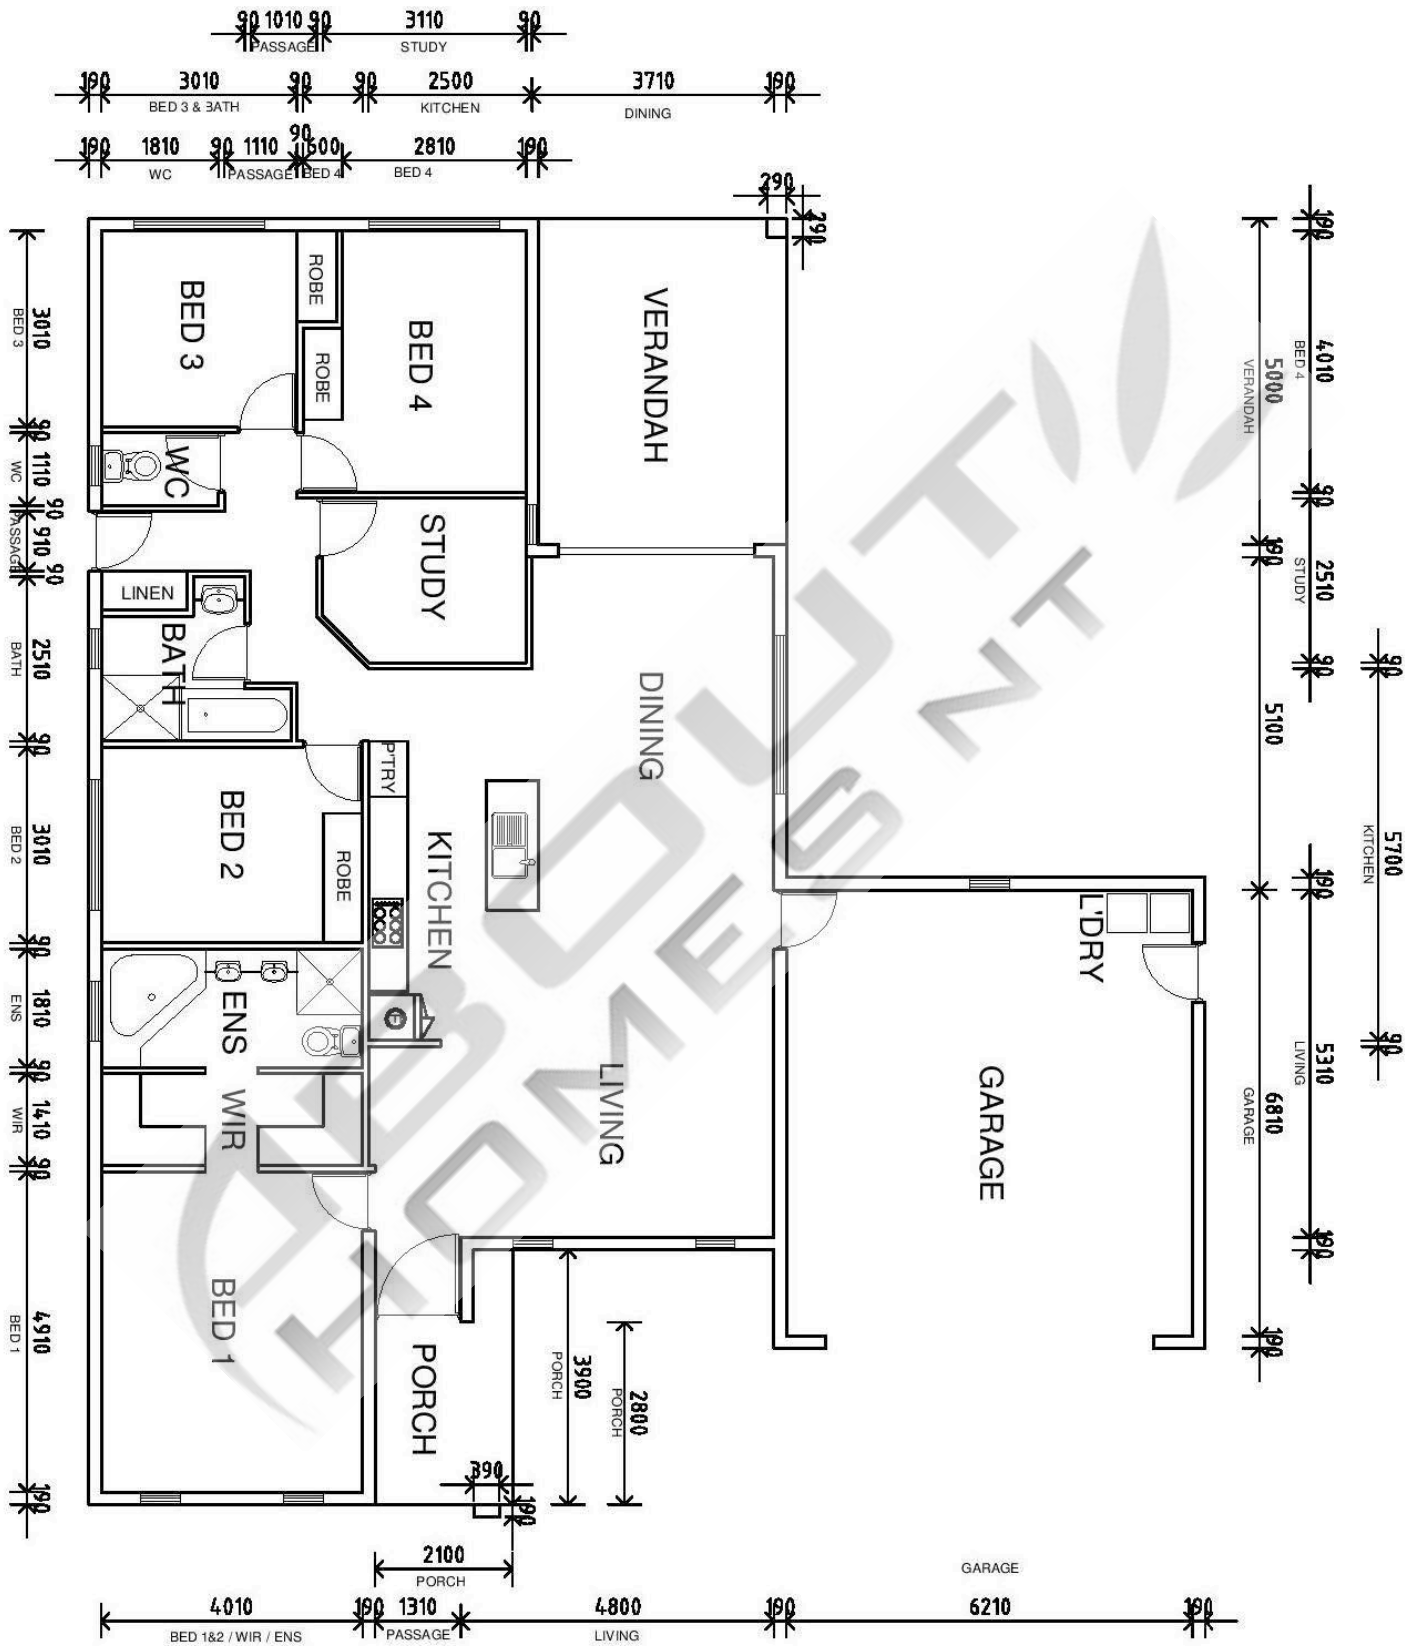 90 1010 90 3110 90
PASSAGE STUDY
190 3010 90 90 2500 3710 190
BED 3 & BATH KITCHEN DINING
90
190 1810 90 1110 600 2810 190
WC PASSAGE BED 4 BED 4
290
290
190
BED 3
ROBE
ROBE
BED 4
VERANDAH
3010
BED 3
4010
BED 4
5000
VERANDAH
90
WC
1110
WC
90
90
STUDY
910
PASSAGE
90
190
2510
STUDY
LINEN
BATH
2510
BATH
90
90
5700
KITCHEN
DINING
5100
90
P'TRY
BED 2
ROBE
KITCHEN
3010
BED 2
190
90
L'DRY
ENS
1810
ENS
F
90
90
5310
LIVING
6810
GARAGE
WIR
1410
WIR
LIVING
GARAGE
90
190
BED 1
4910
BED 1
PORCH
3900
PORCH
2800
PORCH
190
390
190
190
2100
PORCH
GARAGE
4010 190 1310 4800 190 6210 190
BED 1&2 / WIR / ENS PASSAGE LIVING
ABOUT
HOMES NT